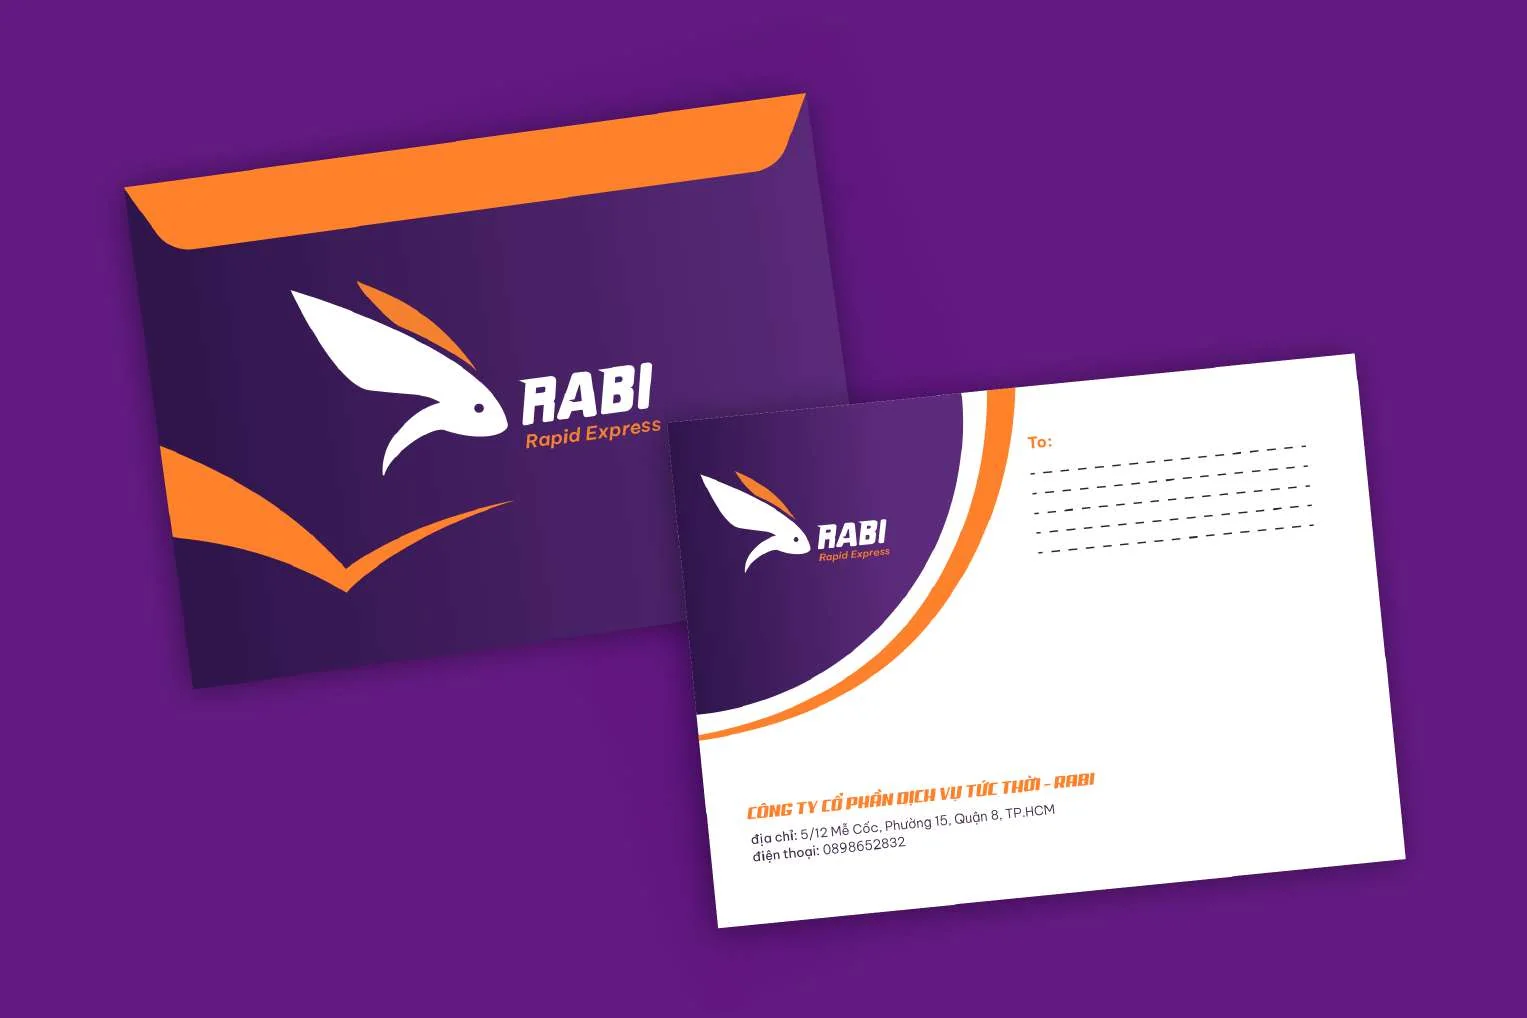 RABI
Rapid Express
RABI
Rapid Express
To:
CÔNG TY CỔ PHẦN DỊCH VỤ TỨC THỜI - RABI
địa chỉ: 5/12 Mễ Cốc, Phường 15, Quận 8, TP.HCM
điện thoại: 0898652832